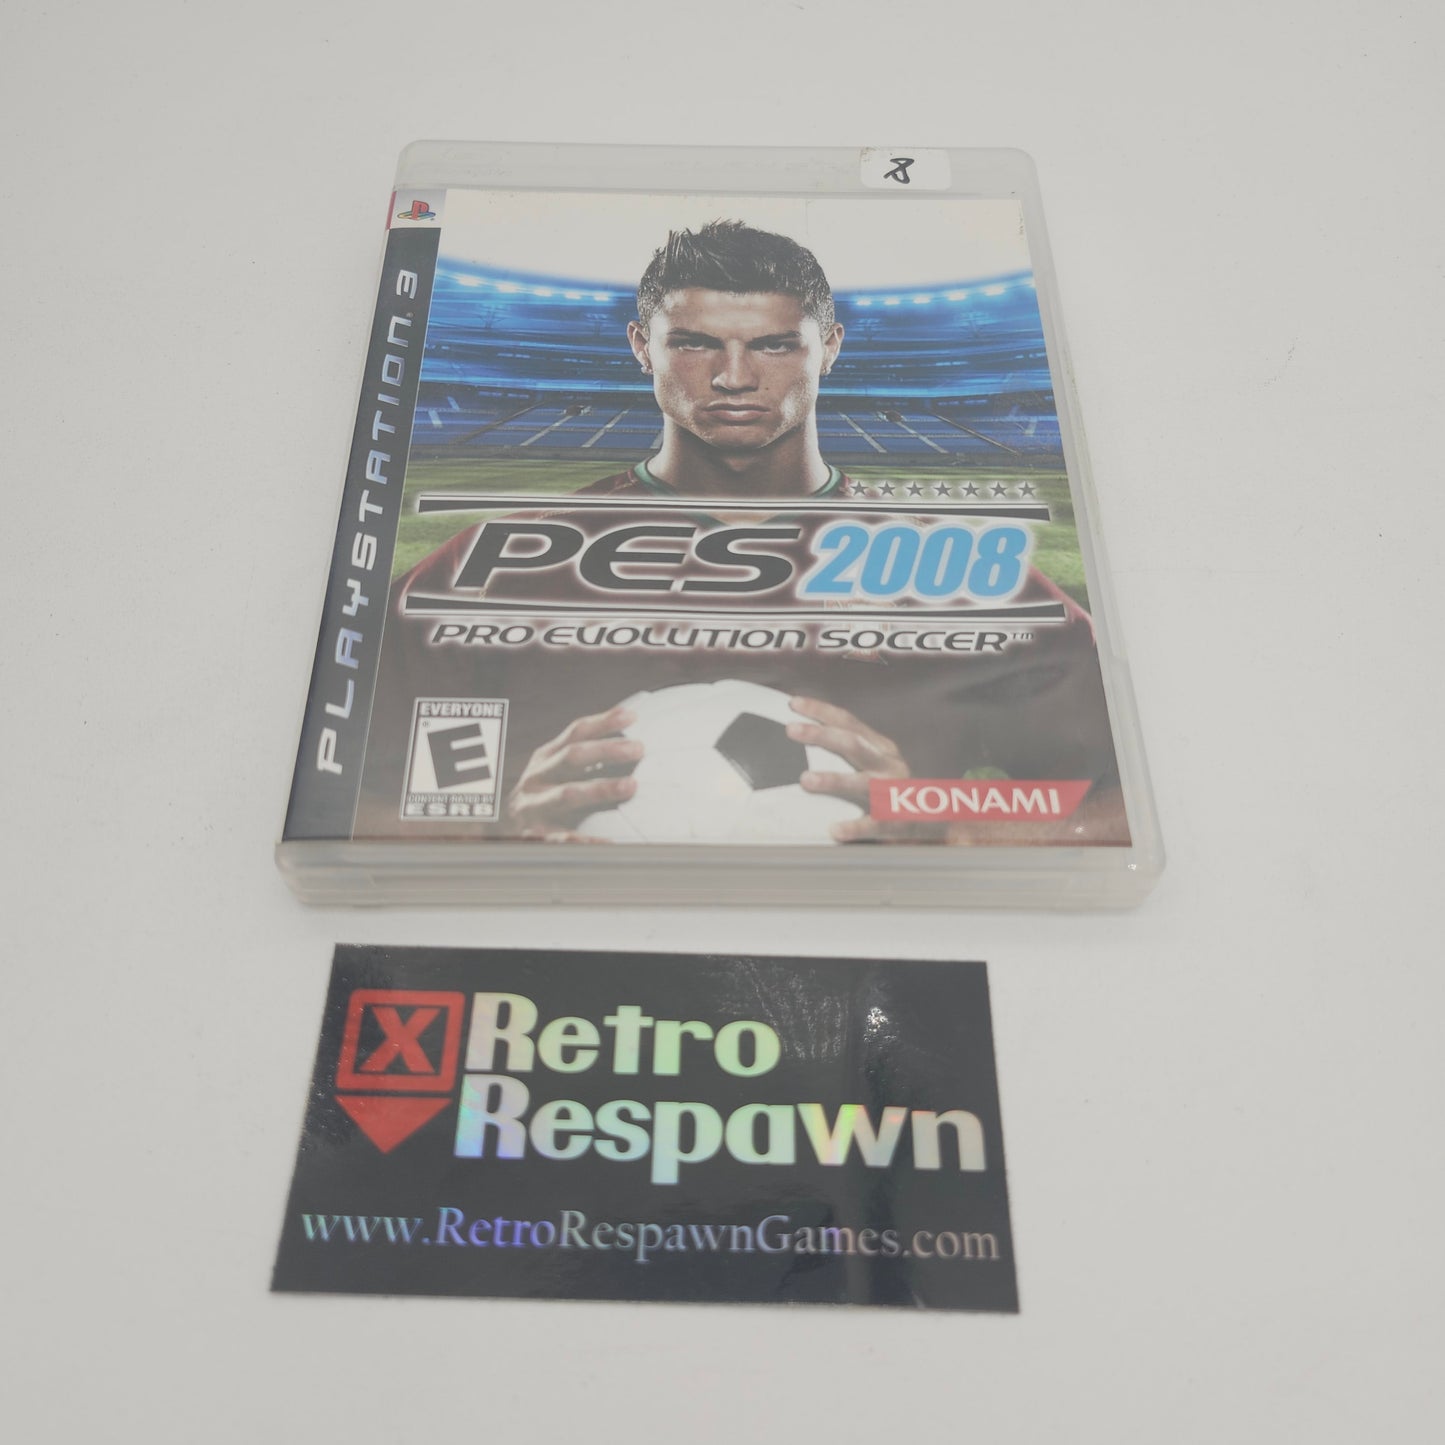 8
PLAYSTATION®3
PES 2008
PRO EVOLUTION SOCCER™
EVERYONE
E®
CONTENT RATED BY
ESRB
KONAMI
X Retro
Respawn
www.RetroRespawnGames.com